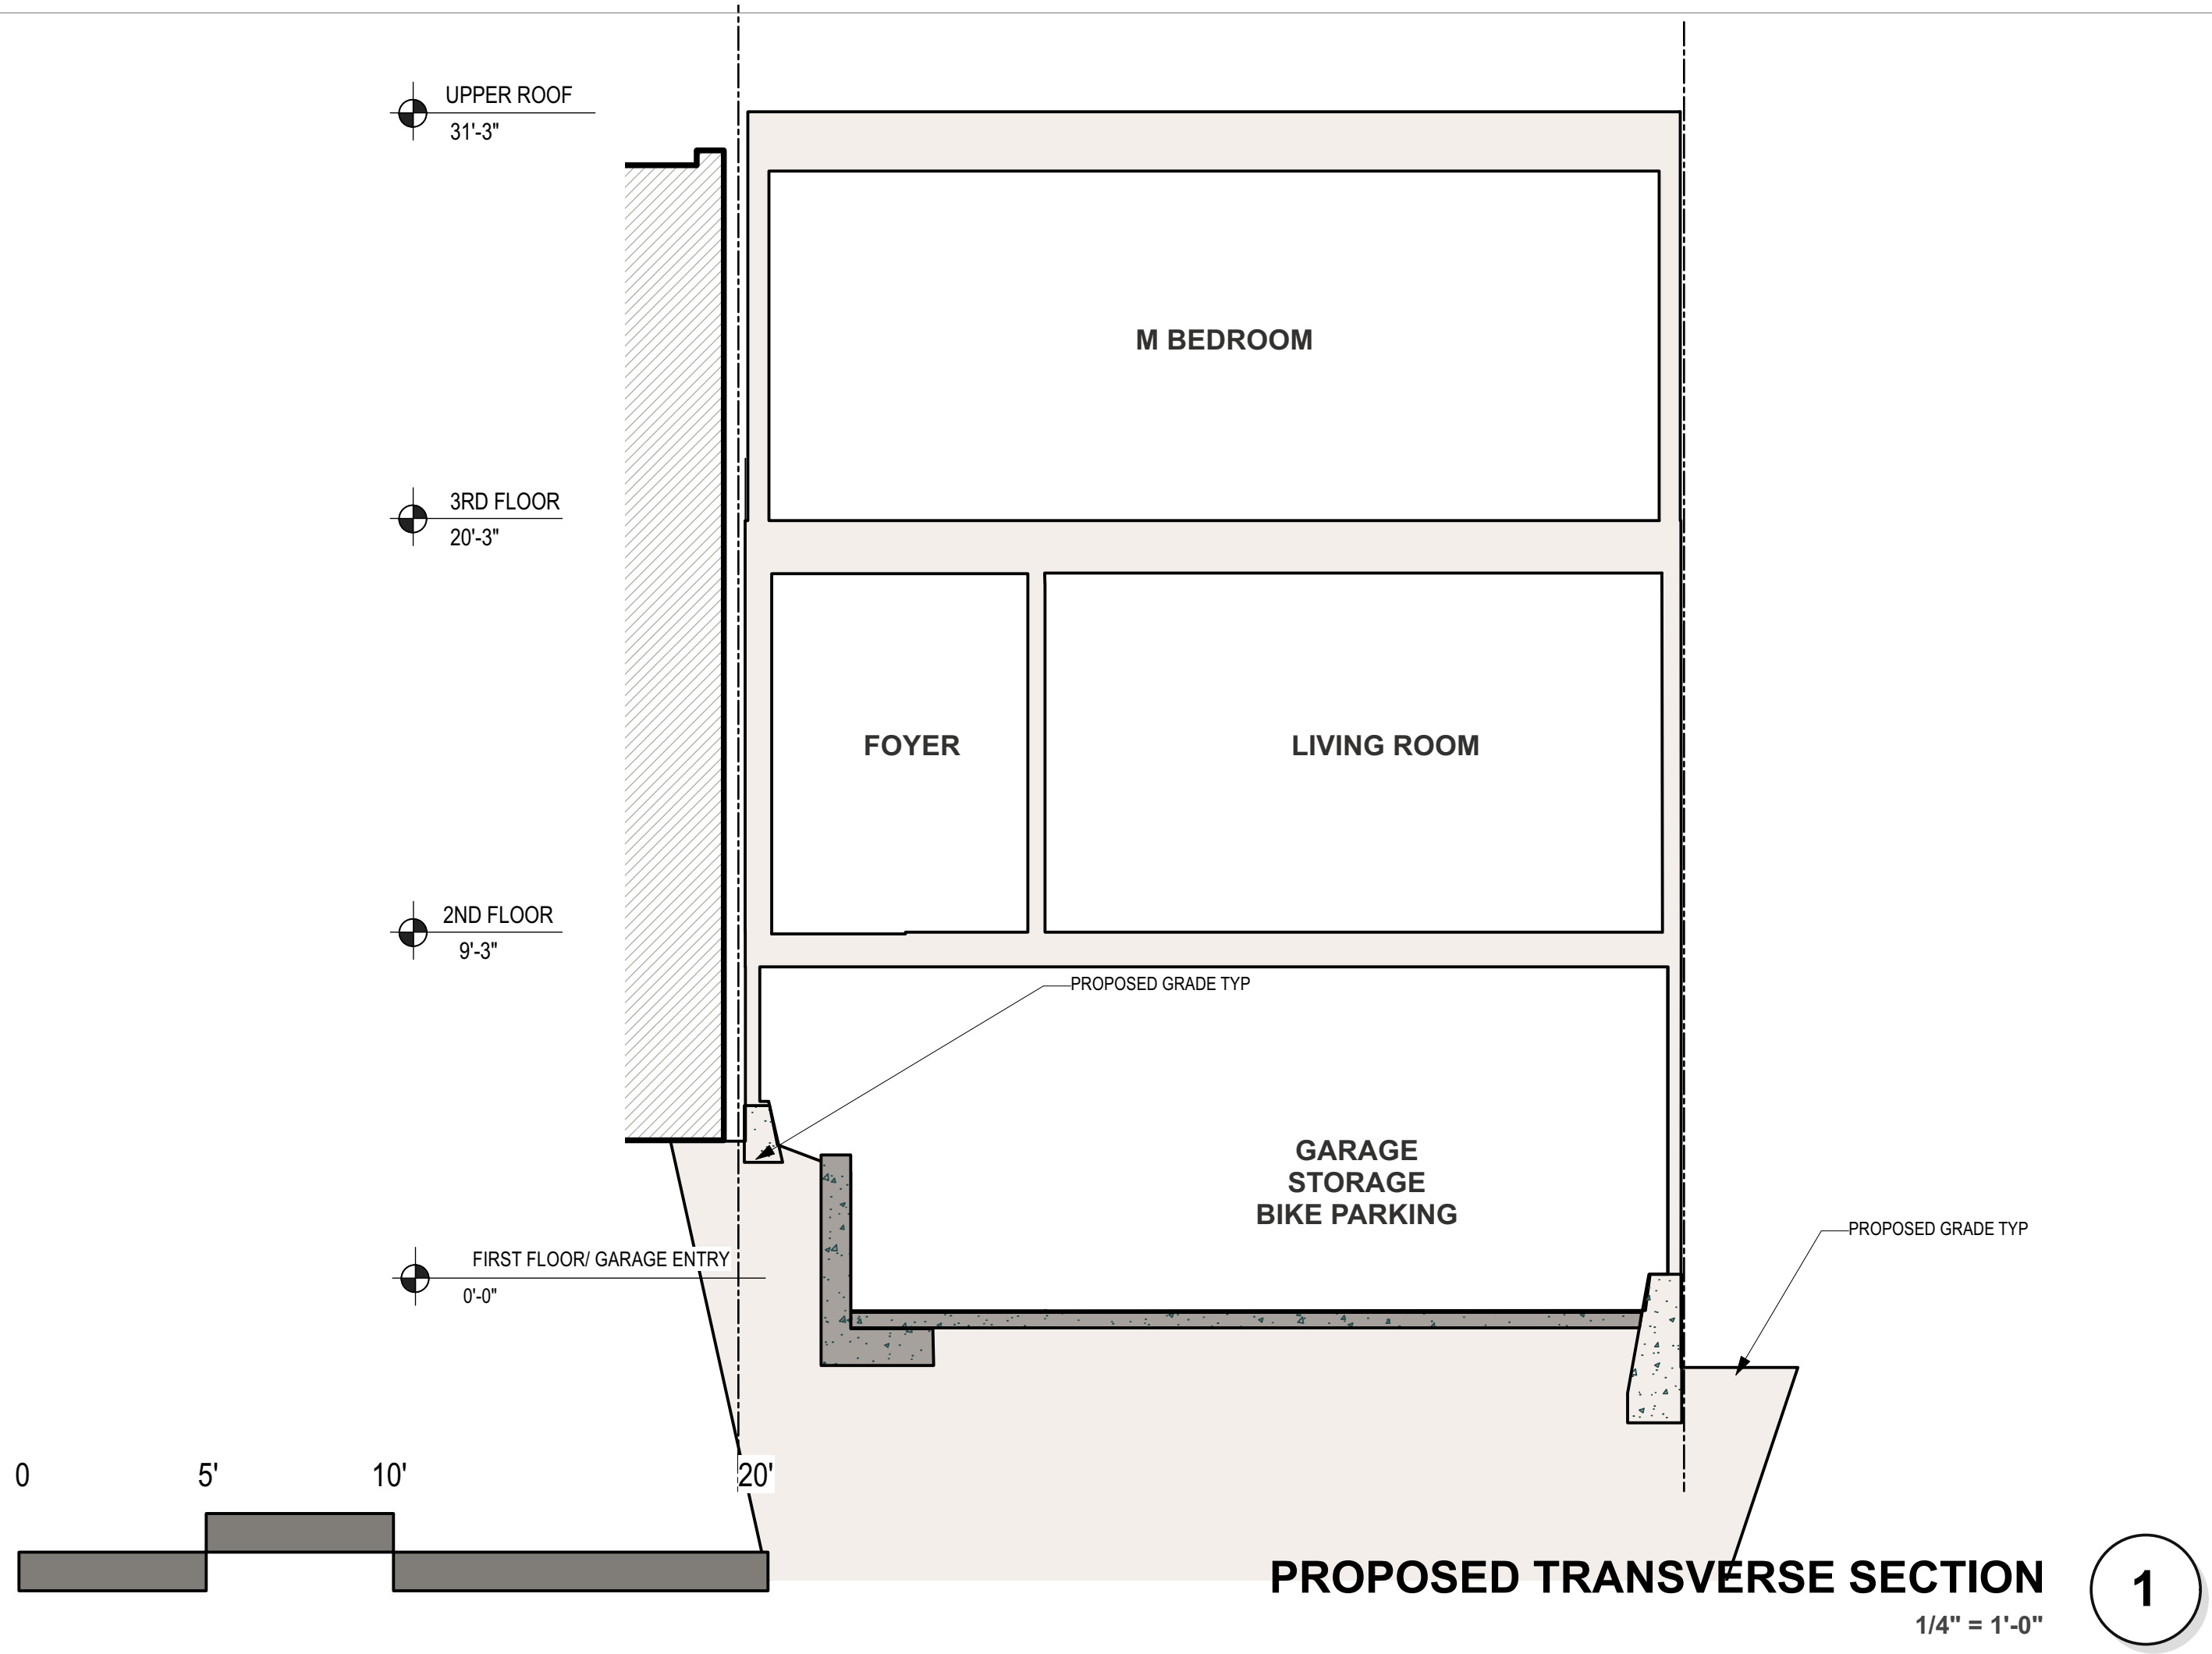 UPPER ROOF
31'-3"
M BEDROOM
3RD FLOOR
20'-3"
FOYER
LIVING ROOM
2ND FLOOR
9'-3"
PROPOSED GRADE TYP
GARAGE
STORAGE
BIKE PARKING
PROPOSED GRADE TYP
FIRST FLOOR/ GARAGE ENTRY
0'-0"
0 5' 10' 20'
PROPOSED TRANSVERSE SECTION
1/4" = 1'-0"
1